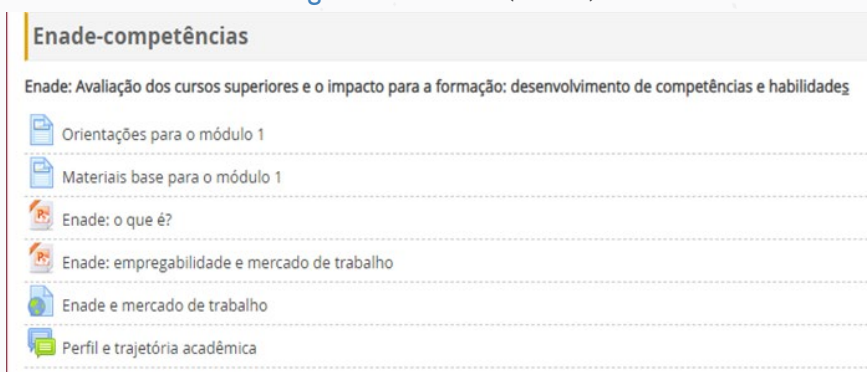 Enade-competências
Enade: Avaliação dos cursos superiores e o impacto para a formação: desenvolvimento de competências e habilidades
Orientações para o módulo 1
Materiais base para o módulo 1
Enade: o que é?
Enade: empregabilidade e mercado de trabalho
Enade e mercado de trabalho
Perfil e trajetória acadêmica